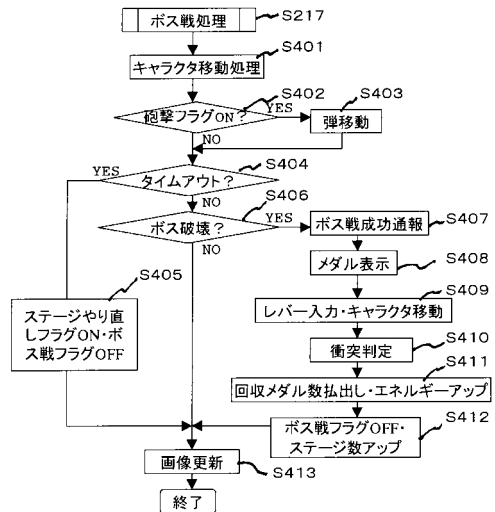 ボス戦処理
S217
キャラクタ移動処理
S401
砲撃フラグON？
S402
YES
弾移動
S403
NO
タイムアウト？
S404
YES
NO
ボス破壊？
S406
YES
NO
ボス戦成功通報
S407
メダル表示
S408
レバー入力・キャラクタ移動
S409
衝突判定
S410
回収メダル数払出し・エネルギーアップ
S411
ボス戦フラグOFF・
ステージ数アップ
S412
S405
ステージやり直
しフラグON・ボ
ス戦フラグOFF
画像更新
S413
終了